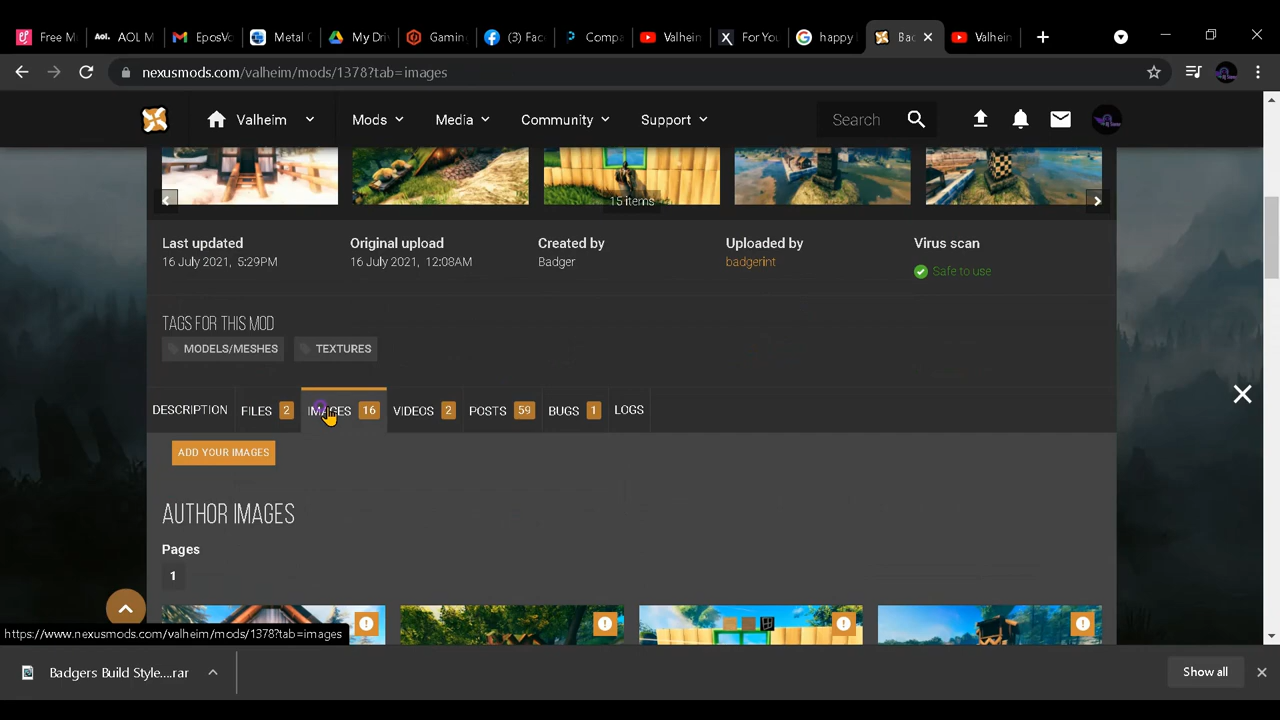 Free M
AOL M
EposVo
Metal (
My Dri
Gamin
(3) Fac
Compa
Valhein
For You
happy
Bac
Valhein
nexusmods.com/valheim/mods/1378?tab=images
Valheim
Mods
Media
Community
Support
Search
15 items
Last updated
Original upload
Created by
Uploaded by
Virus scan
16 July 2021, 5:29PM
16 July 2021, 12:08AM
Badger
badgerint
Safe to use
TAGS FOR THIS MOD
MODELS/MESHES
TEXTURES
DESCRIPTION
FILES 2
IMAGES 16
VIDEOS 2
POSTS 59
BUGS 1
LOGS
ADD YOUR IMAGES
AUTHOR IMAGES
Pages
1
https://www.nexusmods.com/valheim/mods/1378?tab=images
Badgers Build Style....rar
Show all